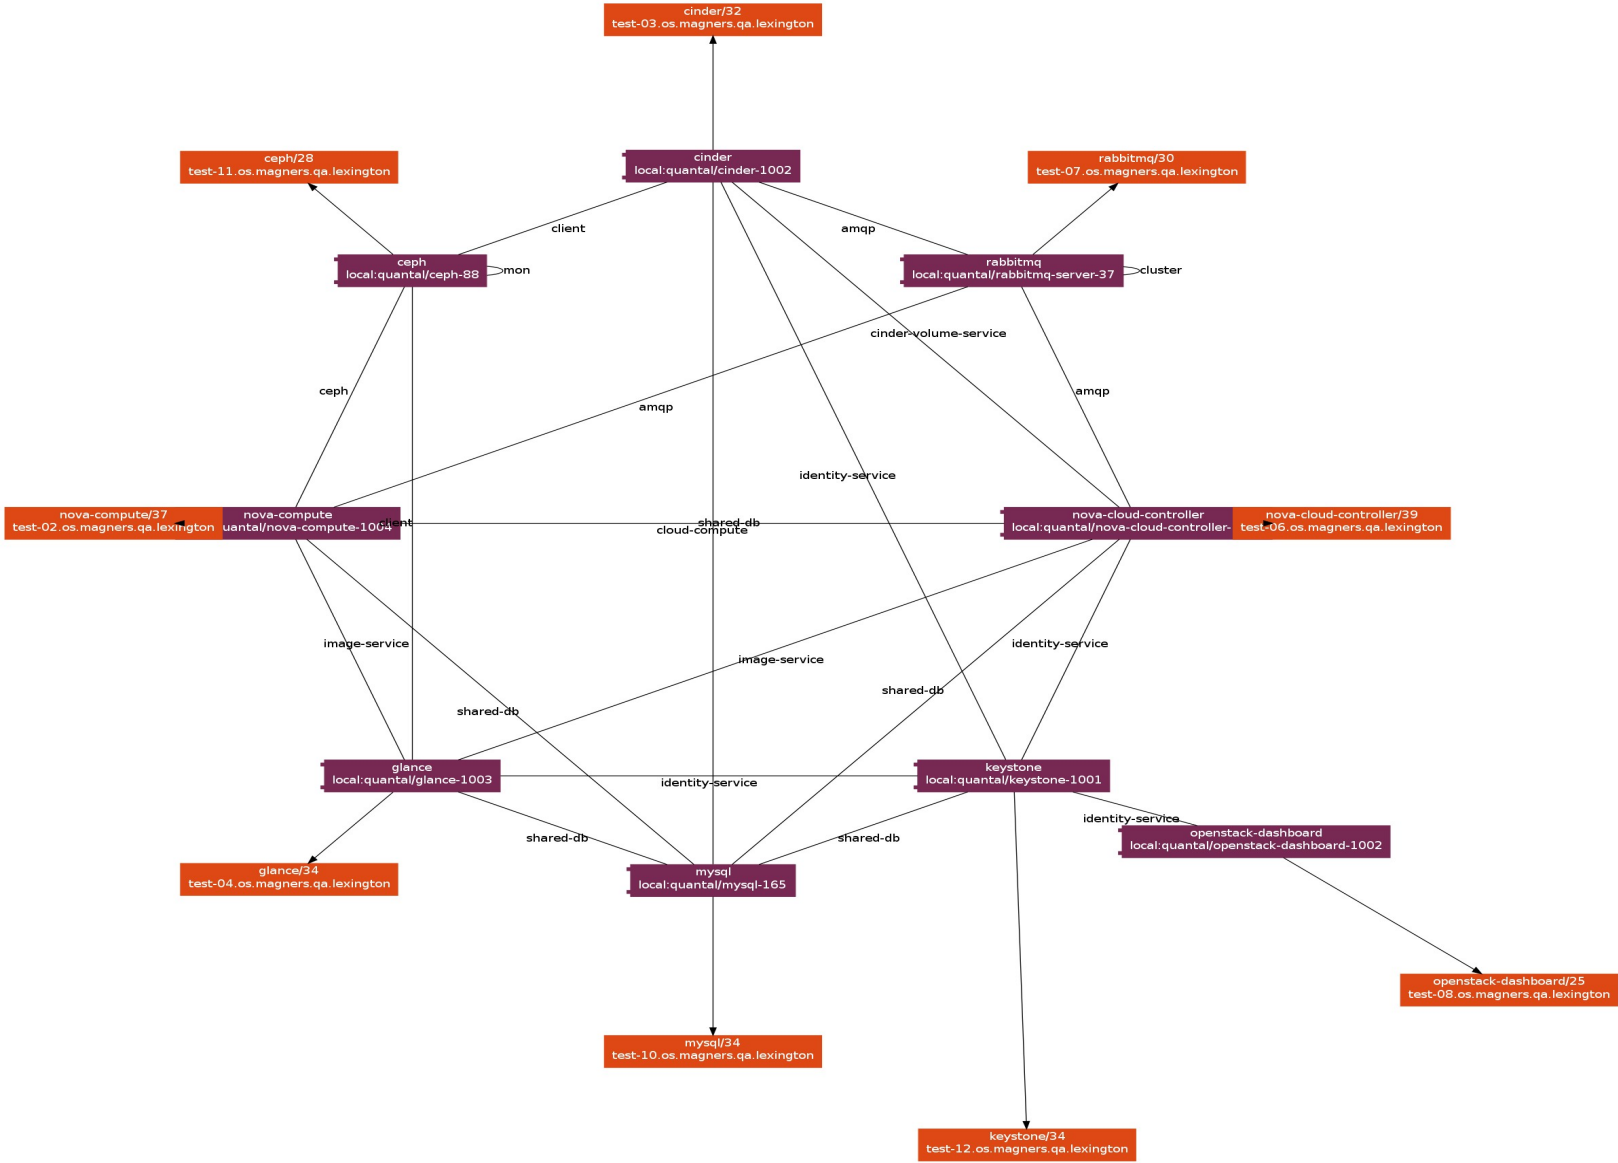 cinder/32
test-03.os.magners.qa.lexington
ceph/28
test-11.os.magners.qa.lexington
cinder
local:quantal/cinder-1002
rabbitmq/30
test-07.os.magners.qa.lexington
client
amqp
ceph
local:quantal/ceph-88
mon
rabbitmq
local:quantal/rabbitmq-server-37
cluster
cinder-volume-service
ceph
amqp
amqp
identity-service
nova-compute/37
test-02.os.magners.qa.lexington
nova-compute
uantal/nova-compute-1004
client
shared-db
cloud-compute
nova-cloud-controller
local:quantal/nova-cloud-controller-
nova-cloud-controller/39
test-06.os.magners.qa.lexington
image-service
identity-service
image-service
shared-db
shared-db
glance
local:quantal/glance-1003
identity-service
keystone
local:quantal/keystone-1001
shared-db
shared-db
identity-service
openstack-dashboard
local:quantal/openstack-dashboard-1002
glance/34
test-04.os.magners.qa.lexington
mysql
local:quantal/mysql-165
openstack-dashboard/25
test-08.os.magners.qa.lexington
mysql/34
test-10.os.magners.qa.lexington
keystone/34
test-12.os.magners.qa.lexington